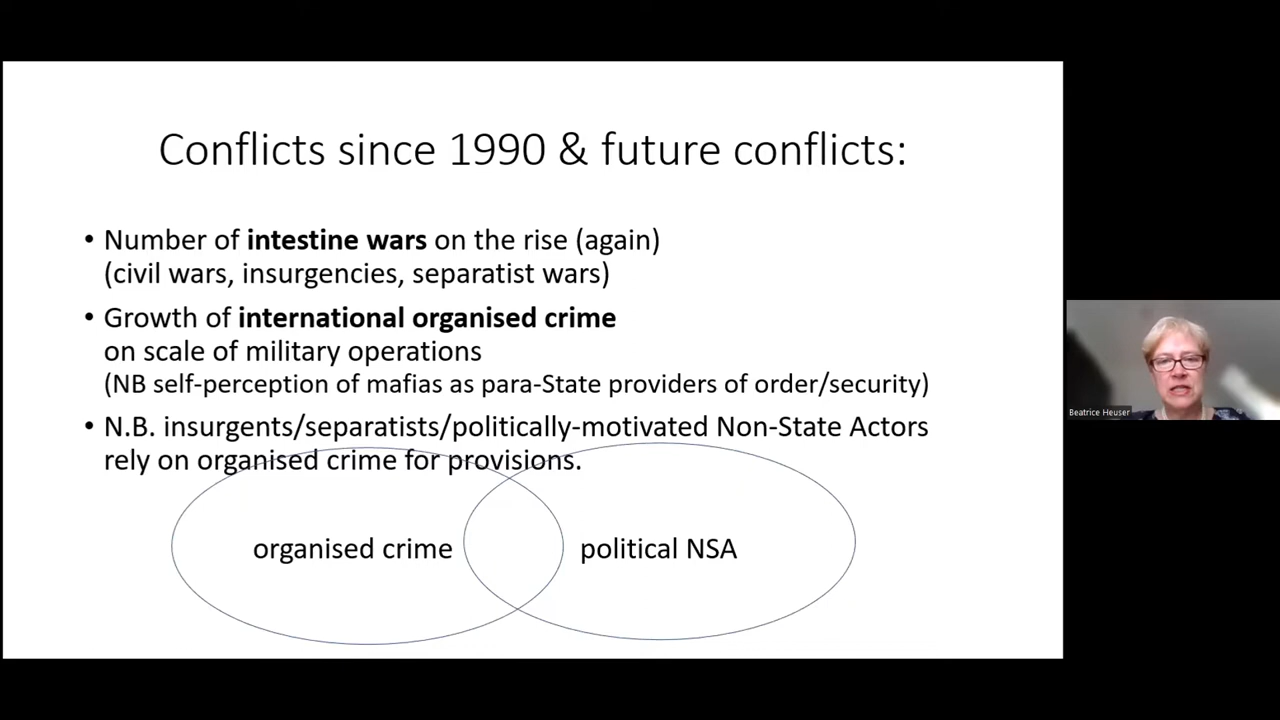 Conflicts since 1990 & future conflicts:
• Number of intestine wars on the rise (again)
(civil wars, insurgencies, separatist wars)
• Growth of international organised crime
on scale of military operations
(NB self-perception of mafias as para-State providers of order/security)
• N.B. insurgents/separatists/politically-motivated Non-State Actors
rely on organised crime for provisions.
organised crime
political NSA
Beatrice Heuser